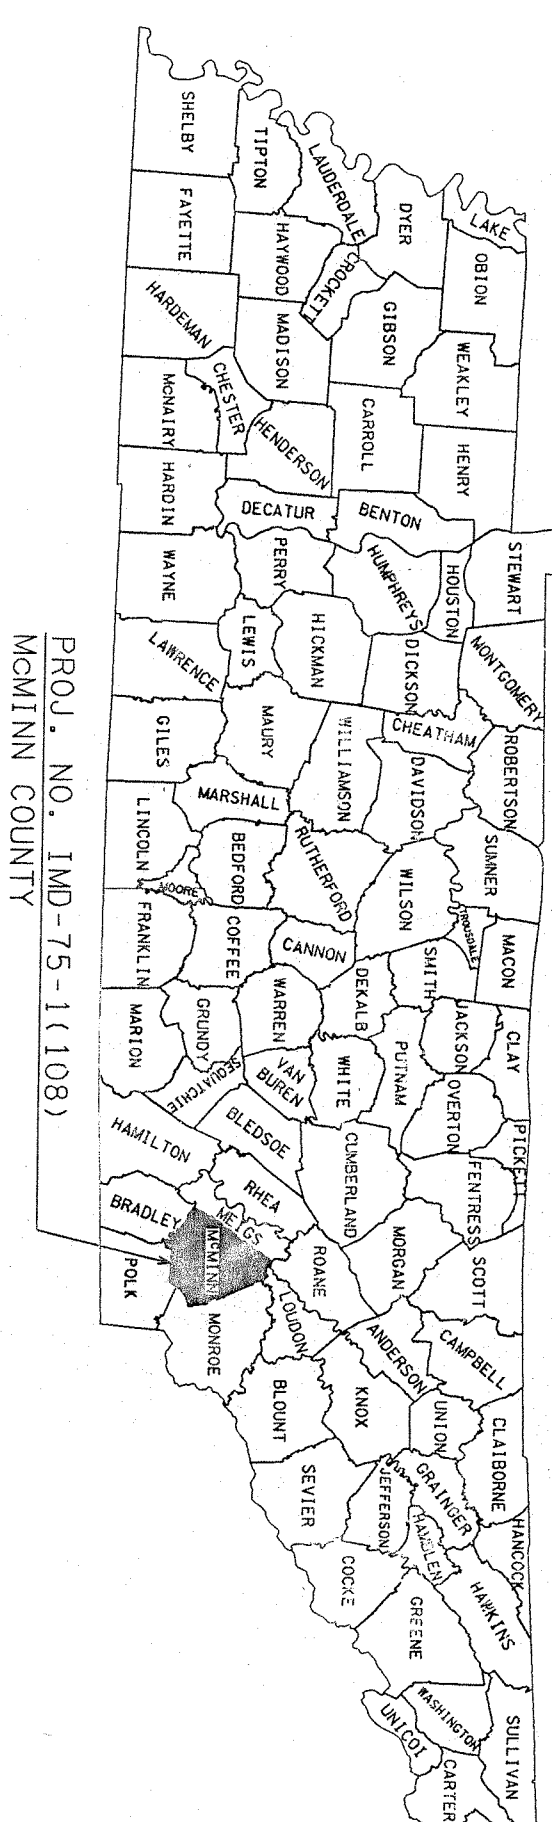 SHELBY
TIPTON
LAUDERDALE
DYER
LAKE
OBION
FAYETTE
HAYWOOD
CROCKETT
GIBSON
WEAKLEY
HARDEMAN
MADISON
CHESTER
McNAIRY
HENDERSON
CARROLL
HENRY
HARDIN
DECATUR
BENTON
STEWART
WAYNE
PERRY
HUMPHREYS
HOUSTON
MONTGOMERY
LAWRENCE
LEWIS
HICKMAN
DICKSON
CHEATHAM
ROBERTSON
GILES
MAURY
WILLIAMSON
DAVIDSON
SUMNER
MARSHALL
LINCOLN
BEDFORD
RUTHERFORD
WILSON
TROUSDALE
MACON
MOORE
FRANKLIN
COFFEE
CANNON
SMITH
DEKALB
WARREN
GRUNDY
MARION
JACKSON
CLAY
PUTNAM
WHITE
VAN
BUREN
SEQUATCHIE
OVERTON
PICKETT
BLEDSOE
CUMBERLAND
FENTRESS
HAMILTON
RHEA
MEIGS
MORGAN
SCOTT
BRADLEY
McMINN
ROANE
POLK
MONROE
LOUDON
ANDERSON
CAMPBELL
BLOUNT
KNOX
UNION
CLAIBORNE
SEVIER
JEFFERSON
GRAINGER
HAMBLEN
HANCOCK
COCKE
GREENE
HAWKINS
WASHINGTON
UNICOI
SULLIVAN
CARTER
PROJ. NO. IMD-75-1(108)
McMINN COUNTY